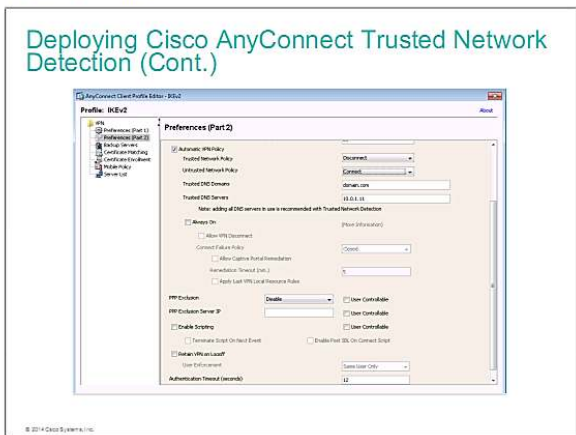 Deploying Cisco AnyConnect Trusted Network
Detection (Cont.)
AnyConnect Client Profile Editor - IKEv2
Profile: IKEv2
About
VPN
Preferences (Part 1)
Preferences (Part 2)
Backup Servers
Certificate Matching
Certificate Enrollment
Mobile Policy
Server List
Preferences (Part 2)
Automatic VPN Policy
Trusted Network Policy
Disconnect
Untrusted Network Policy
Connect
Trusted DNS Domains
domain.com
Trusted DNS Servers
Note: adding all DNS servers in use is recommended with Trusted Network Detection
Always On
(More Information)
Allow VPN Disconnect
Connect Failure Policy
Closed
Allow Captive Portal Remediation
Remediation Timeout (min.)
5
Apply Last VPN Local Resource Rules
PPP Exclusion
Disable
User Controllable
PPP Exclusion Server IP
User Controllable
Enable Scripting
User Controllable
Terminate Script On Next Event
Enable Post SBL On Connect Script
Retain VPN on Logoff
User Enforcement
Same User Only
Authentication Timeout (seconds)
12
© 2014 Cisco Systems, Inc.